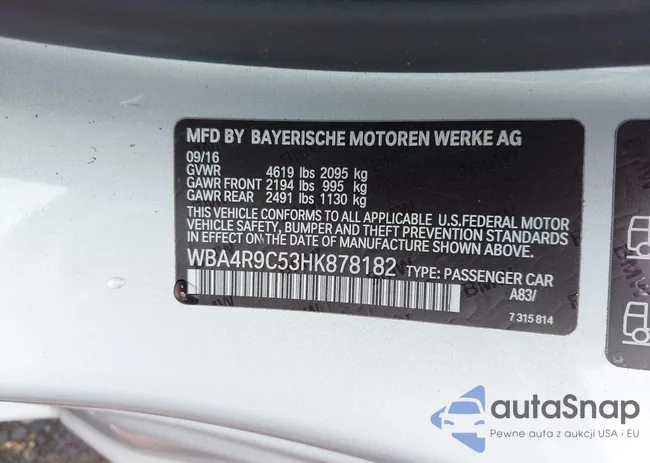 MFD BY BAYERISCHE MOTOREN WERKE AG
09/16
GVWR 4619 lbs 2095 kg
GAWR FRONT 2194 lbs 995 kg
GAWR REAR 2491 lbs 1130 kg
THIS VEHICLE CONFORMS TO ALL APPLICABLE U.S.FEDERAL MOTOR
VEHICLE SAFETY, BUMPER AND THEFT PREVENTION STANDARDS
IN EFFECT ON THE DATE OF MANUFACTURE SHOWN ABOVE.
WBA4R9C53HK878182 TYPE: PASSENGER CAR
A83/
7 315 814
autaSnap
Pewne auta z aukcji USA i EU